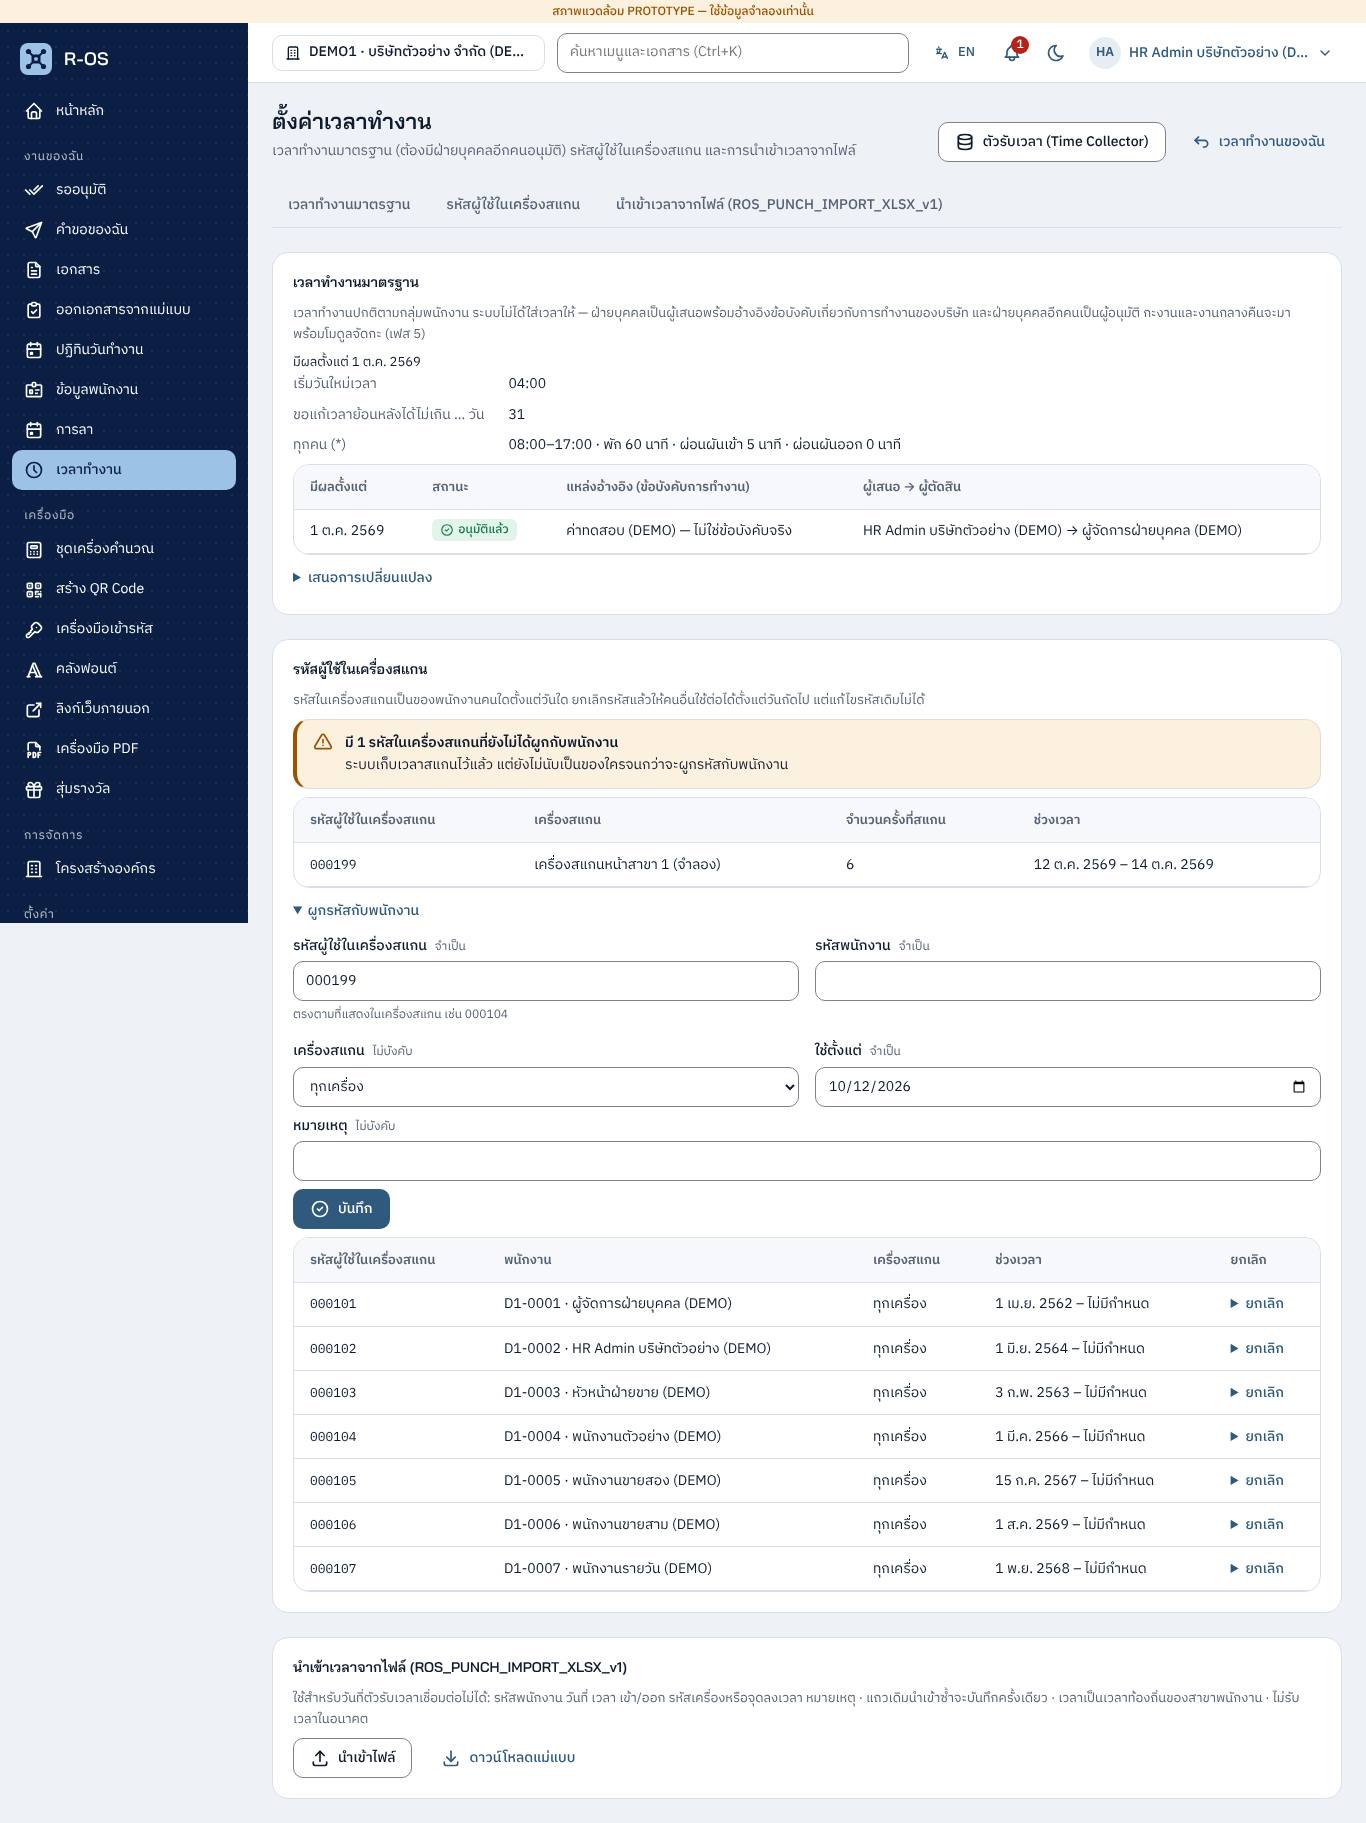 สภาพแวดล้อม PROTOTYPE — ใช้ข้อมูลจำลองเท่านั้น
R-OS
DEMO1 · บริษัทตัวอย่าง จำกัด (DE...
ค้นหาเมนูและเอกสาร (Ctrl+K)
EN
1
HA
HR Admin บริษัทตัวอย่าง (D...
หน้าหลัก
งานของฉัน
รออนุมัติ
คำขอของฉัน
เอกสาร
ออกเอกสารจากแม่แบบ
ปฏิทินวันทำงาน
ข้อมูลพนักงาน
การลา
เวลาทำงาน
เครื่องมือ
ชุดเครื่องคำนวณ
สร้าง QR Code
เครื่องมือเข้ารหัส
คลังฟอนต์
ลิงก์เว็บภายนอก
เครื่องมือ PDF
สุ่มรางวัล
การจัดการ
โครงสร้างองค์กร
ตั้งค่า
ตั้งค่าเวลาทำงาน
เวลาทำงานมาตรฐาน (ต้องมีฝ่ายบุคคลอีกคนอนุมัติ) รหัสผู้ใช้ในเครื่องสแกน และการนำเข้าเวลาจากไฟล์
ตัวรับเวลา (Time Collector)
เวลาทำงานของฉัน
เวลาทำงานมาตรฐาน
รหัสผู้ใช้ในเครื่องสแกน
นำเข้าเวลาจากไฟล์ (ROS_PUNCH_IMPORT_XLSX_v1)
เวลาทำงานมาตรฐาน
เวลาทำงานปกติตามกลุ่มพนักงาน ระบบไม่ได้ใส่เวลาให้ — ฝ่ายบุคคลเป็นผู้เสนอพร้อมอ้างอิงข้อบังคับเกี่ยวกับการทำงานของบริษัท และฝ่ายบุคคลอีกคนเป็นผู้อนุมัติ กะงานและงานกลางคืนจะมา
พร้อมโมดูลจัดกะ (เฟส 5)
มีผลตั้งแต่ 1 ต.ค. 2569
เริ่มวันใหม่เวลา 04:00
ขอแก้เวลาย้อนหลังได้ไม่เกิน ... วัน 31
ทุกคน (*) 08:00–17:00 · พัก 60 นาที · ผ่อนผันเข้า 5 นาที · ผ่อนผันออก 0 นาที
มีผลตั้งแต่ สถานะ แหล่งอ้างอิง (ข้อบังคับการทำงาน) ผู้เสนอ → ผู้ตัดสิน
1 ต.ค. 2569 อนุมัติแล้ว ค่าทดสอบ (DEMO) — ไม่ใช่ข้อบังคับจริง HR Admin บริษัทตัวอย่าง (DEMO) → ผู้จัดการฝ่ายบุคคล (DEMO)
เสนอการเปลี่ยนแปลง
รหัสผู้ใช้ในเครื่องสแกน
รหัสในเครื่องสแกนเป็นของพนักงานคนใดตั้งแต่วันใด ยกเลิกรหัสแล้วให้คนอื่นใช้ต่อได้ตั้งแต่วันถัดไป แต่แก้ไขรหัสเดิมไม่ได้
มี 1 รหัสในเครื่องสแกนที่ยังไม่ได้ผูกกับพนักงาน
ระบบเก็บเวลาสแกนไว้แล้ว แต่ยังไม่นับเป็นของใครจนกว่าจะผูกรหัสกับพนักงาน
รหัสผู้ใช้ในเครื่องสแกน เครื่องสแกน จำนวนครั้งที่สแกน ช่วงเวลา
000199 เครื่องสแกนหน้าสาขา 1 (จำลอง) 6 12 ต.ค. 2569 – 14 ต.ค. 2569
ผูกรหัสกับพนักงาน
รหัสผู้ใช้ในเครื่องสแกน จำเป็น
รหัสพนักงาน จำเป็น
000199
ตรงตามที่แสดงในเครื่องสแกน เช่น 000104
เครื่องสแกน ไม่บังคับ
ใช้ตั้งแต่ จำเป็น
ทุกเครื่อง
10/12/2026
หมายเหตุ ไม่บังคับ
บันทึก
รหัสผู้ใช้ในเครื่องสแกน พนักงาน เครื่องสแกน ช่วงเวลา ยกเลิก
000101 D1-0001 · ผู้จัดการฝ่ายบุคคล (DEMO) ทุกเครื่อง 1 เม.ย. 2562 – ไม่มีกำหนด ยกเลิก
000102 D1-0002 · HR Admin บริษัทตัวอย่าง (DEMO) ทุกเครื่อง 1 มิ.ย. 2564 – ไม่มีกำหนด ยกเลิก
000103 D1-0003 · หัวหน้าฝ่ายขาย (DEMO) ทุกเครื่อง 3 ก.พ. 2563 – ไม่มีกำหนด ยกเลิก
000104 D1-0004 · พนักงานตัวอย่าง (DEMO) ทุกเครื่อง 1 มี.ค. 2566 – ไม่มีกำหนด ยกเลิก
000105 D1-0005 · พนักงานขายสอง (DEMO) ทุกเครื่อง 15 ก.ค. 2567 – ไม่มีกำหนด ยกเลิก
000106 D1-0006 · พนักงานขายสาม (DEMO) ทุกเครื่อง 1 ส.ค. 2569 – ไม่มีกำหนด ยกเลิก
000107 D1-0007 · พนักงานรายวัน (DEMO) ทุกเครื่อง 1 พ.ย. 2568 – ไม่มีกำหนด ยกเลิก
นำเข้าเวลาจากไฟล์ (ROS_PUNCH_IMPORT_XLSX_v1)
ใช้สำหรับวันที่ตัวรับเวลาเชื่อมต่อไม่ได้: รหัสพนักงาน วันที่ เวลา เข้า/ออก รหัสเครื่องหรือจุดลงเวลา หมายเหตุ · แถวเดิมนำเข้าซ้ำจะบันทึกครั้งเดียว · เวลาเป็นเวลาท้องถิ่นของสาขาพนักงาน · ไม่รับ
เวลาในอนาคต
นำเข้าไฟล์
ดาวน์โหลดแม่แบบ